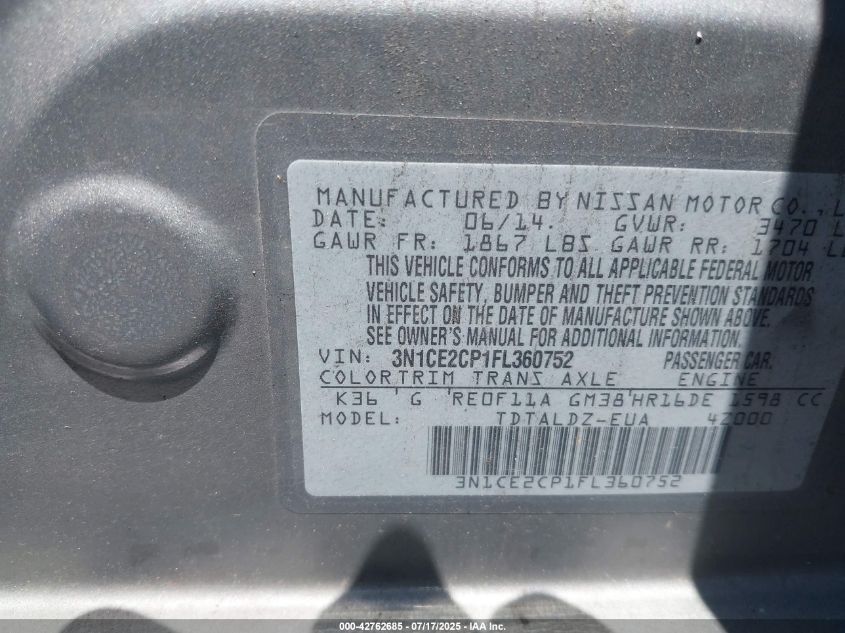 MANUFACTURED BY NISSAN MOTOR CO., L
DATE: 06/14. GVWR: 3470 L
GAWR FR: 1867 LBS GAWR RR: 1704 LB
THIS VEHICLE CONFORMS TO ALL APPLICABLE FEDERAL MOTOR
VEHICLE SAFETY, BUMPER AND THEFT PREVENTION STANDARDS
IN EFFECT ON THE DATE OF MANUFACTURE SHOWN ABOVE.
SEE OWNER'S MANUAL FOR ADDITIONAL INFORMATION.
VIN: 3N1CE2CP1FL360752 PASSENGER CAR.
COLORTRIM TRANS AXLE ENGINE
K36 G RE0F11A GM38 HR16DE 1598 CC
MODEL: TDTALDZ-EUA 4Z000
3N1CE2CP1FL360752
000-42762685 - 07/17/2025 - IAA Inc.